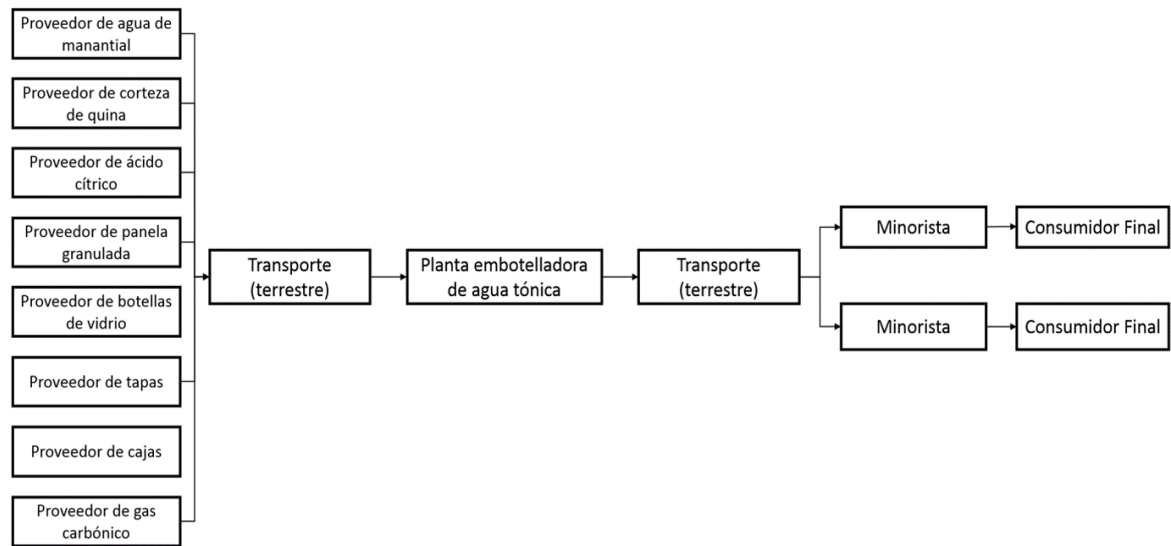 Proveedor de agua de
manantial
Proveedor de corteza
de quina
Proveedor de ácido
cítrico
Proveedor de panela
granulada
Proveedor de botellas
de vidrio
Proveedor de tapas
Proveedor de cajas
Proveedor de gas
carbónico
Transporte
(terrestre)
Planta embotelladora
de agua tónica
Transporte
(terrestre)
Minorista
Consumidor Final
Minorista
Consumidor Final